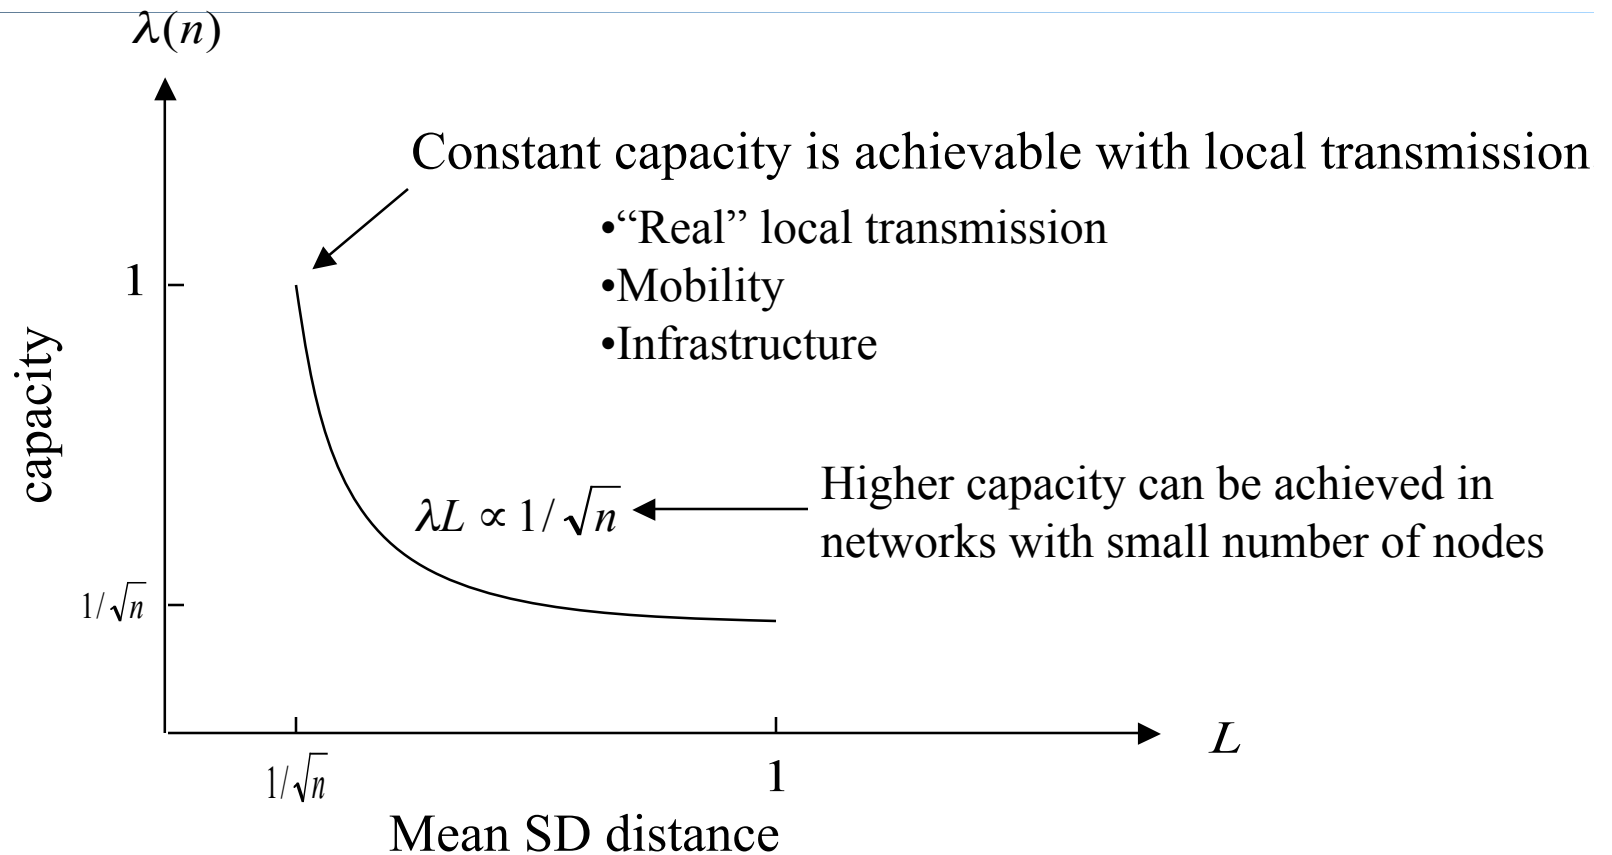 λ(n)
Constant capacity is achievable with local transmission
•“Real” local transmission
•Mobility
•Infrastructure
1
capacity
λL ∝ 1/√n
Higher capacity can be achieved in
networks with small number of nodes
1/√n
L
1/√n
1
Mean SD distance